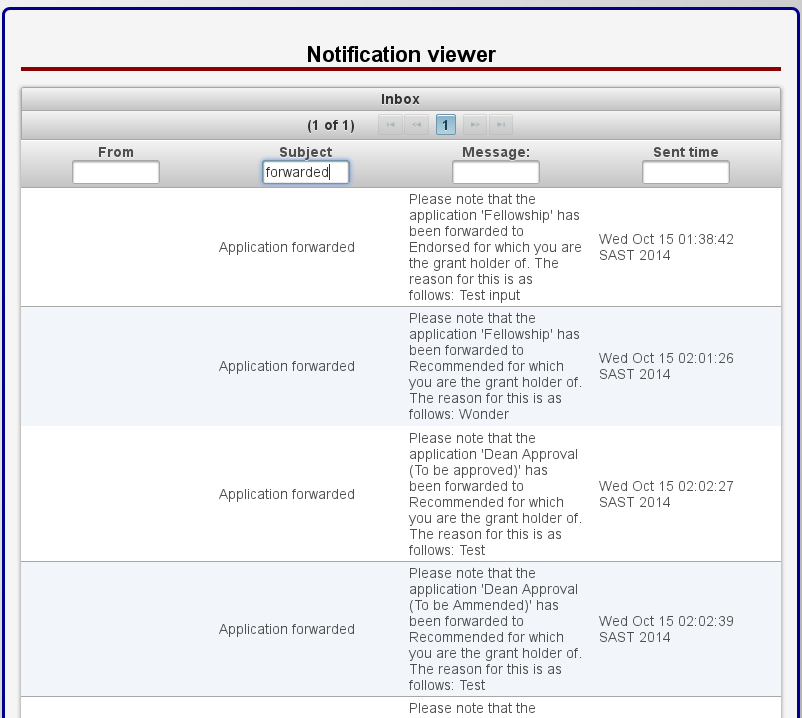 Notification viewer
Inbox
(1 of 1) 1
From Subject Message: Sent time
forwarded
Application forwarded
Please note that the
application 'Fellowship' has
been forwarded to
Endorsed for which you are
the grant holder of. The
reason for this is as
follows: Test input
Wed Oct 15 01:38:42
SAST 2014
Application forwarded
Please note that the
application 'Fellowship' has
been forwarded to
Recommended for which
you are the grant holder of.
The reason for this is as
follows: Wonder
Wed Oct 15 02:01:26
SAST 2014
Application forwarded
Please note that the
application 'Dean Approval
(To be approved)' has
been forwarded to
Recommended for which
you are the grant holder of.
The reason for this is as
follows: Test
Wed Oct 15 02:02:27
SAST 2014
Application forwarded
Please note that the
application 'Dean Approval
(To be Ammended)' has
been forwarded to
Recommended for which
you are the grant holder of.
The reason for this is as
follows: Test
Wed Oct 15 02:02:39
SAST 2014
Please note that the